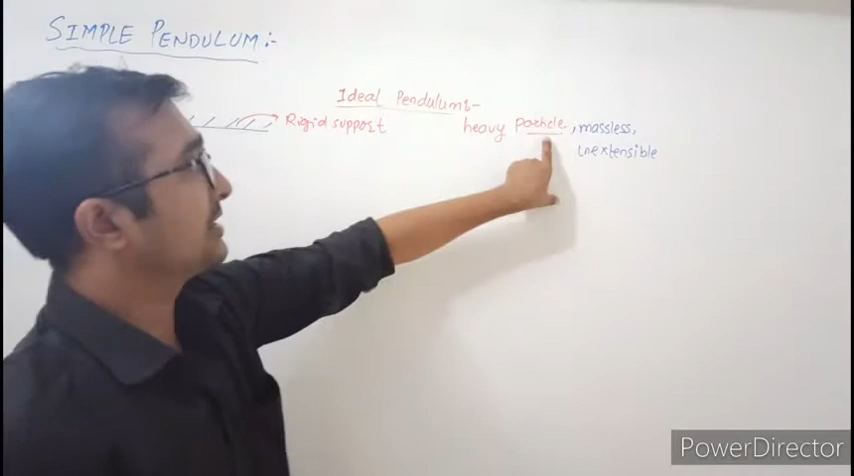 SIMPLE PENDULUM:-
Ideal Pendulum:-
Rigid support
heavy particle, massless,
inextensible
PowerDirector